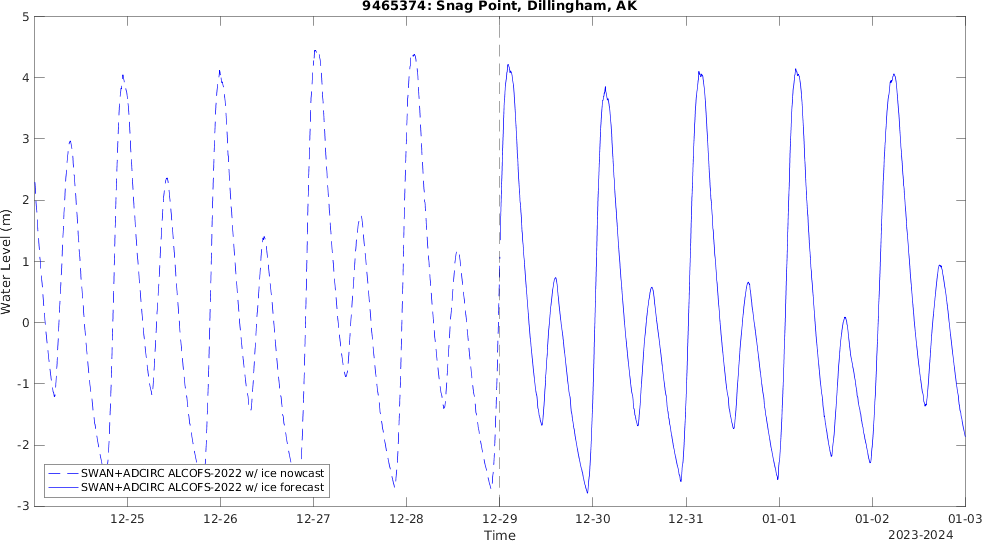 9465374: Snag Point, Dillingham, AK
5
4
3
2
1
0
-1
-2
-3
Water Level (m)
SWAN+ADCIRC ALCOFS-2022 w/ ice nowcast
SWAN+ADCIRC ALCOFS-2022 w/ ice forecast
12-25 12-26 12-27 12-28 12-29 12-30 12-31 01-01 01-02 01-03
Time
2023-2024